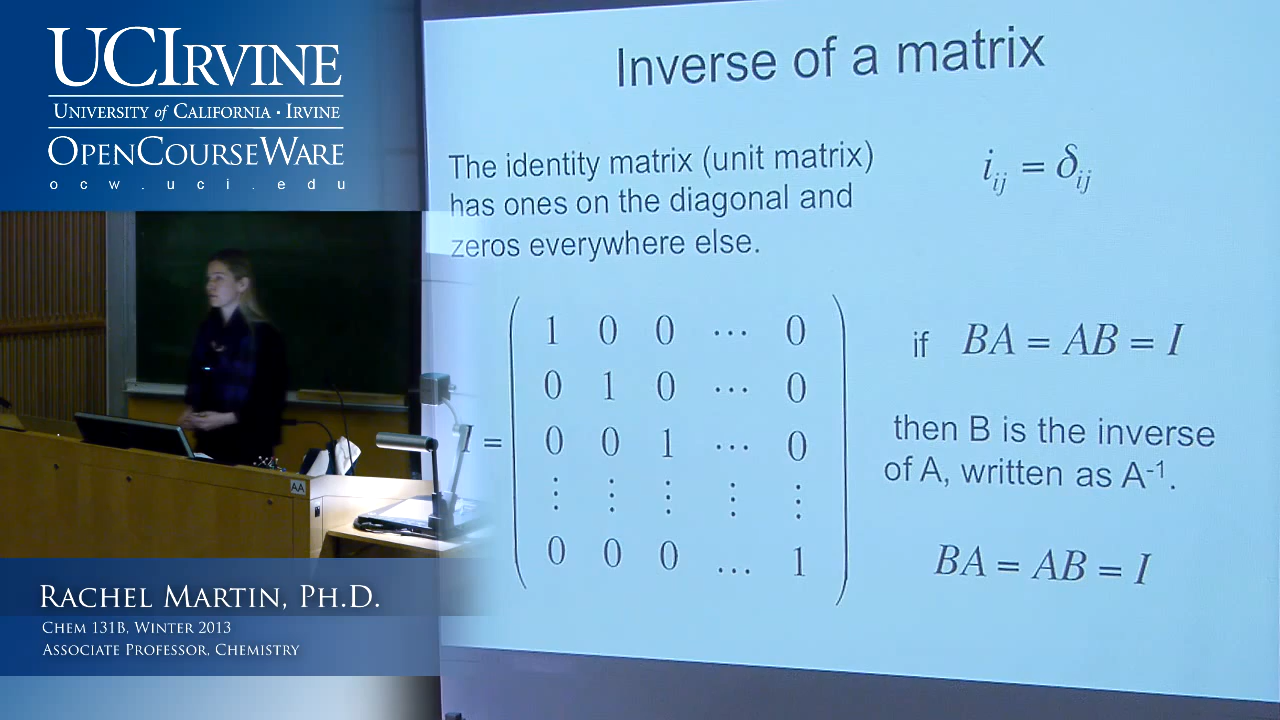 UCIRVINE
UNIVERSITY of CALIFORNIA · IRVINE
OPENCOURSEWARE
ocw.uci.edu
Inverse of a matrix
The identity matrix (unit matrix)
has ones on the diagonal and
zeros everywhere else.
i_ij = δ_ij
I =
1 0 0 ⋯ 0
0 1 0 ⋯ 0
0 0 1 ⋯ 0
⋮ ⋮ ⋮ ⋮ ⋮
0 0 0 … 1
if BA = AB = I
then B is the inverse
of A, written as A⁻¹.
BA = AB = I
AA
RACHEL MARTIN, PH.D.
CHEM 131B, WINTER 2013
ASSOCIATE PROFESSOR, CHEMISTRY